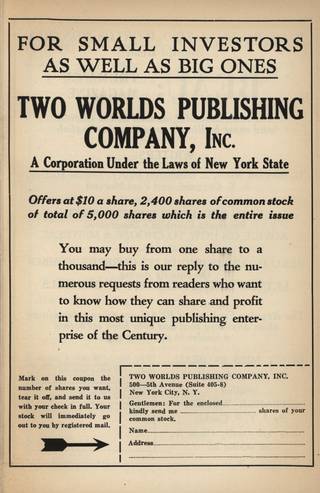 FOR SMALL INVESTORS
AS WELL AS BIG ONES
TWO WORLDS PUBLISHING
COMPANY, INC.
A Corporation Under the Laws of New York State
Offers at $10 a share, 2,400 shares of common stock
of total of 5,000 shares which is the entire issue
You may buy from one share to a
thousand—this is our reply to the nu-
merous requests from readers who want
to know how they can share and profit
in this most unique publishing enter-
prise of the Century.
Mark on this coupon the
number of shares you want,
tear it off, and send it to us
with your check in full. Your
stock will immediately go
out to you by registered mail.
TWO WORLDS PUBLISHING COMPANY, INC.
500—5th Avenue (Suite 405-8)
New York City, N. Y.
Gentlemen: For the enclosed
kindly send me shares of your
common stock.
Name
Address